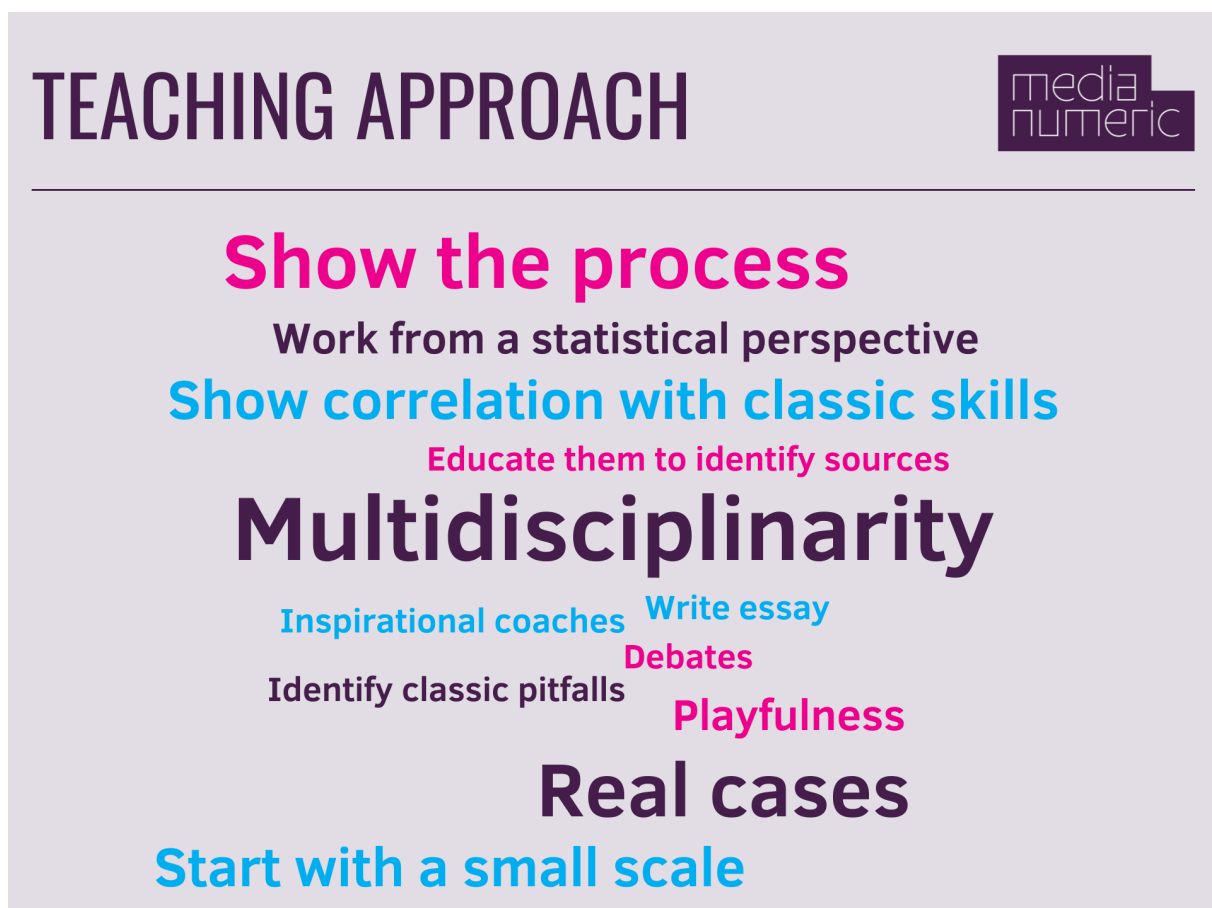 TEACHING APPROACH
media
numeric
Show the process
Work from a statistical perspective
Show correlation with classic skills
Educate them to identify sources
Multidisciplinarity
Inspirational coaches
Write essay
Debates
Identify classic pitfalls
Playfulness
Real cases
Start with a small scale